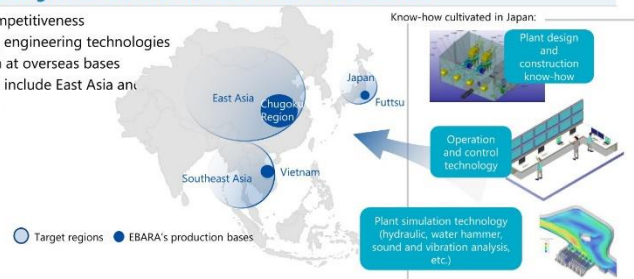 mpetitiveness
engineering technologies
at overseas bases
include East Asia and
Know-how cultivated in Japan:
Plant design
and
construction
know-how
Japan
Futtsu
East Asia
Chugoku
Region
Operation
and control
technology
Southeast Asia
Vietnam
Plant simulation technology
(hydraulic, water hammer,
sound and vibration analysis,
etc.)
Target regions
EBARA's production bases